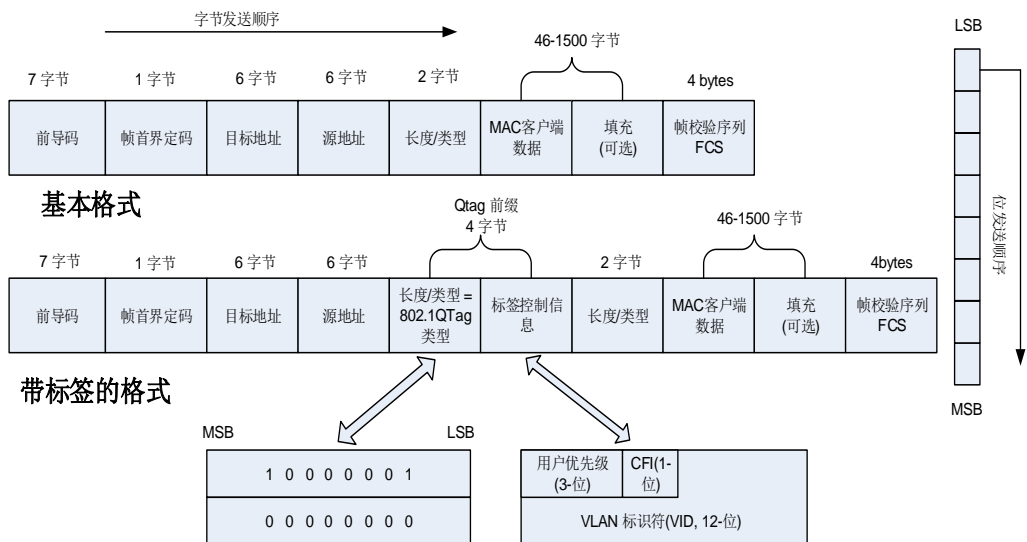 字节发送顺序
LSB
46-1500 字节
7 字节 1 字节 6 字节 6 字节 2 字节 4 bytes
前导码 帧首界定码 目标地址 源地址 长度/类型 MAC客户端
数据 填充
(可选) 帧校验序列
FCS
基本格式
位发送顺序
Qtag 前缀
4 字节
46-1500 字节
7 字节 1 字节 6 字节 6 字节 2 字节 4bytes
前导码 帧首界定码 目标地址 源地址 长度/类型 =
802.1QTag
类型 标签控制信
息 长度/类型 MAC客户端
数据 填充
(可选) 帧校验序列
FCS
带标签的格式
MSB
MSB LSB
1 0 0 0 0 0 0 1
0 0 0 0 0 0 0 0
用户优先级
(3-位)
CFI(1-
位)
VLAN 标识符(VID, 12-位)